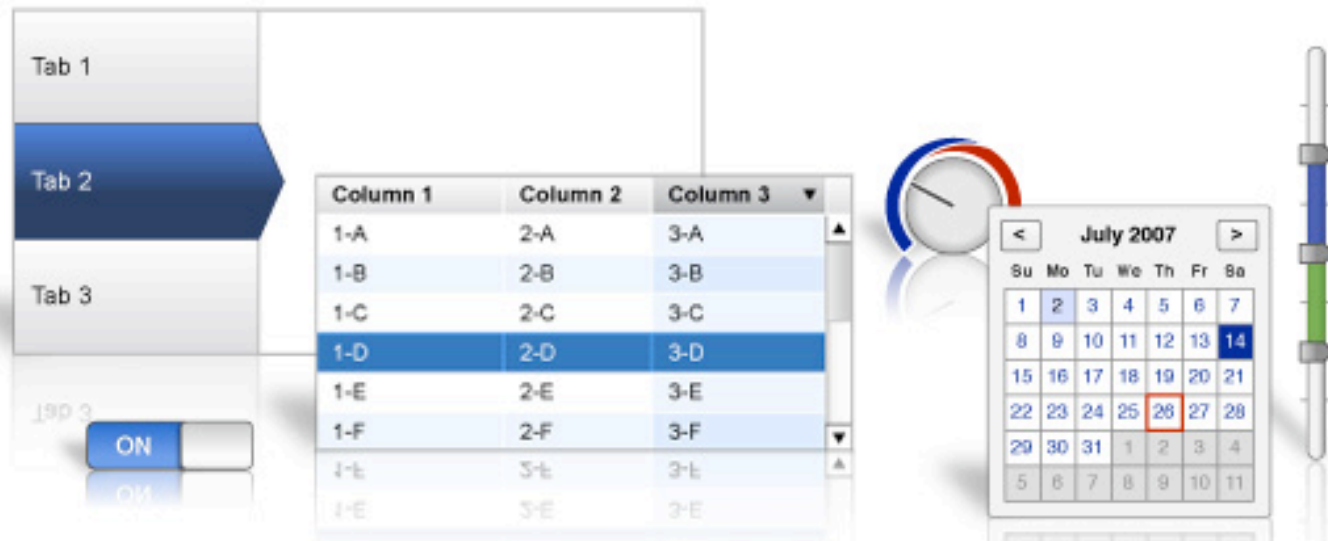 Tab 1
Tab 2
Tab 3
ON
Column 1 Column 2 Column 3
1-A 2-A 3-A
1-B 2-B 3-B
1-C 2-C 3-C
1-D 2-D 3-D
1-E 2-E 3-E
1-F 2-F 3-F
< July 2007 >
Su Mo Tu We Th Fr Sa
1 2 3 4 5 6 7
8 9 10 11 12 13 14
15 16 17 18 19 20 21
22 23 24 25 26 27 28
29 30 31 1 2 3 4
5 6 7 8 9 10 11